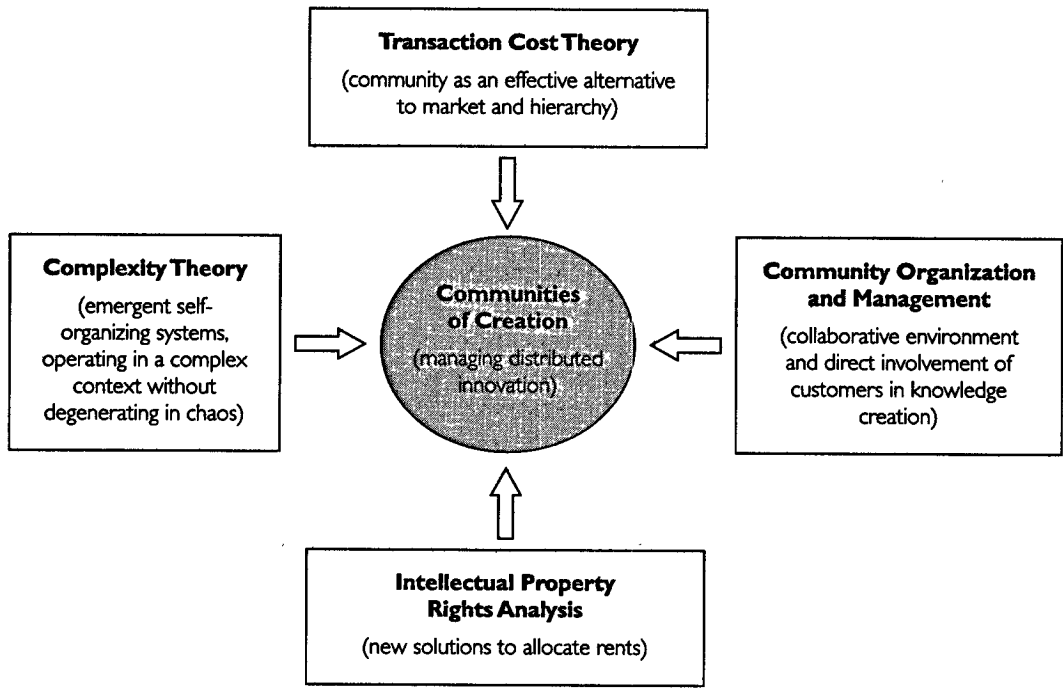 Transaction Cost Theory
(community as an effective alternative
to market and hierarchy)
Complexity Theory
(emergent self-
organizing systems,
operating in a complex
context without
degenerating in chaos)
Communities
of Creation
(managing distributed
innovation)
Community Organization
and Management
(collaborative environment
and direct involvement of
customers in knowledge
creation)
Intellectual Property
Rights Analysis
(new solutions to allocate rents)